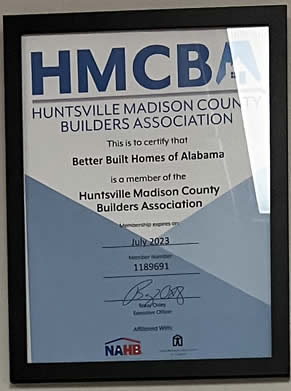 HMCBA
HUNTSVILLE MADISON COUNTY
BUILDERS ASSOCIATION
This is to certify that
Better Built Homes of Alabama
is a member of the
Huntsville Madison County
Builders Association
Membership expires on:
July 2023
Member Number
1189691
Executive Officer
Affiliated With:
NAHB